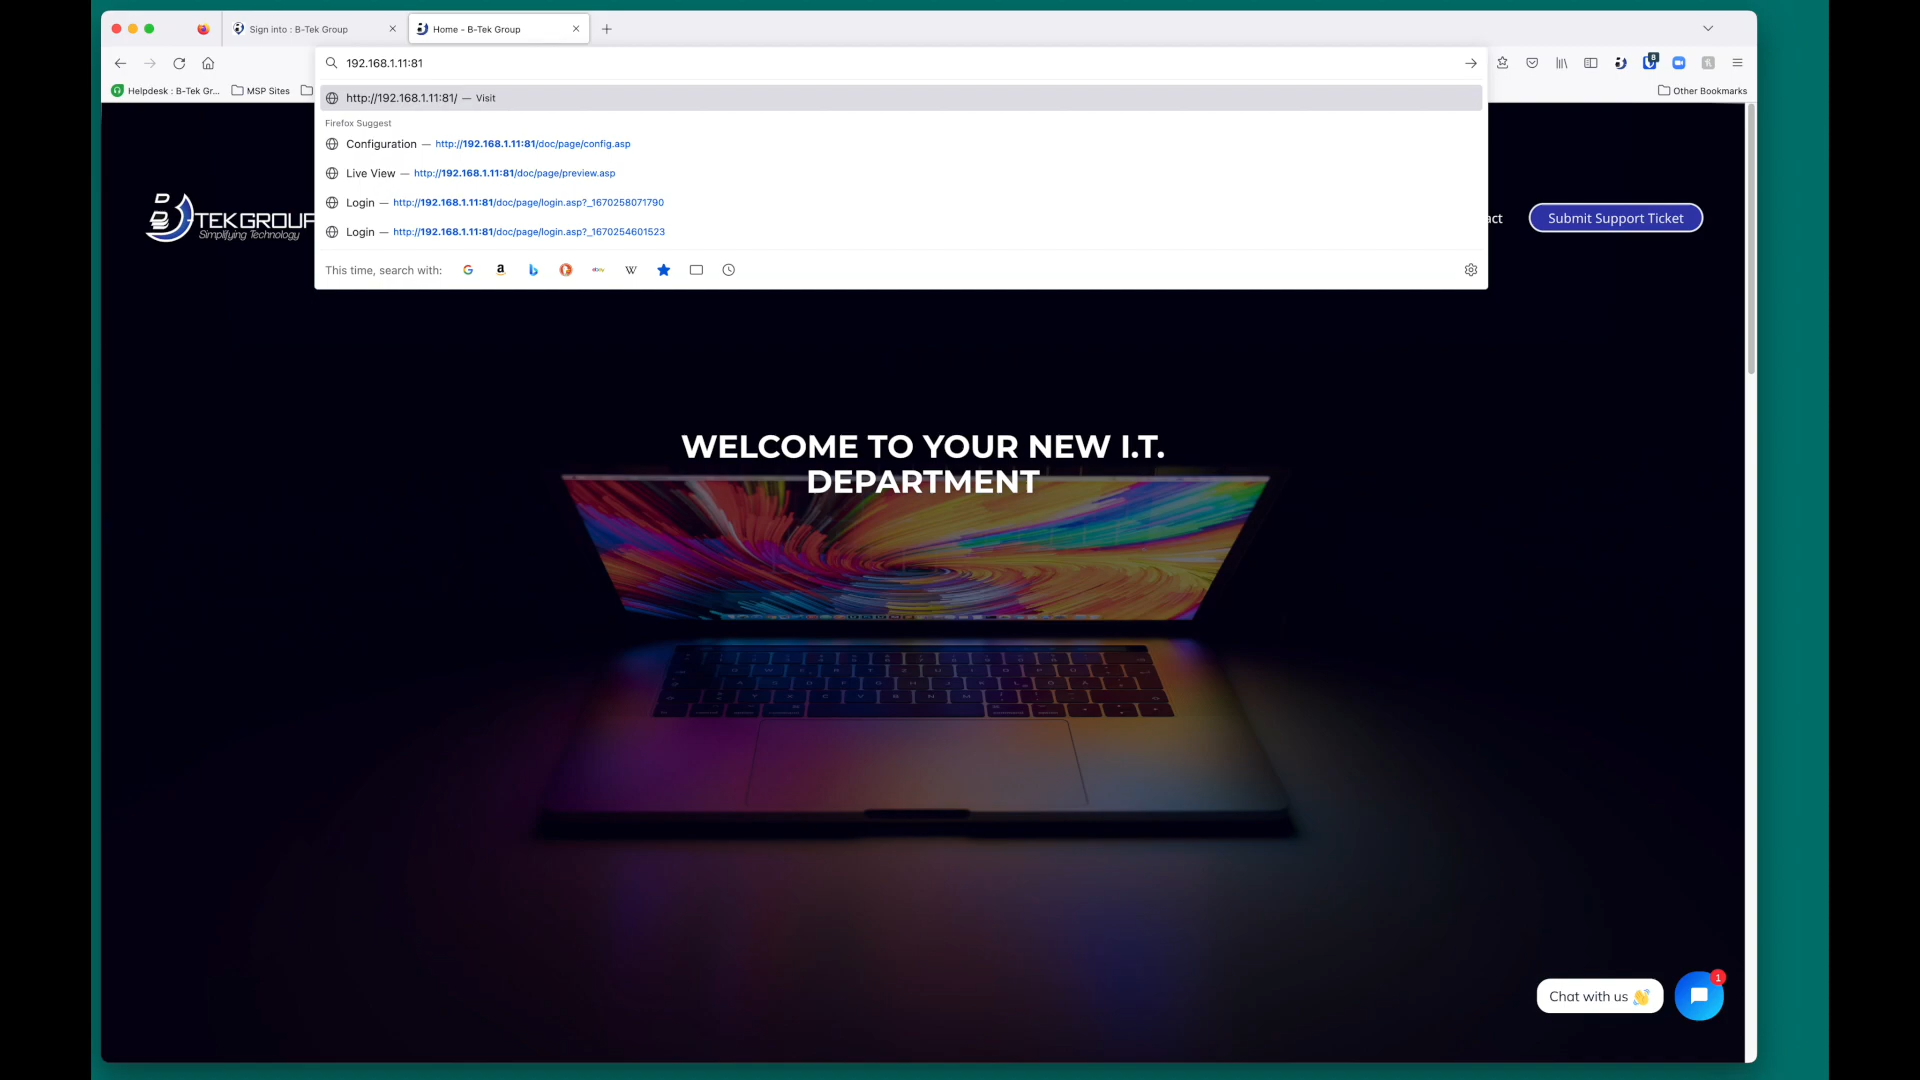 Sign into : B-Tek Group
Home - B-Tek Group
192.168.1.11:81
Helpdesk : B-Tek Gr...
MSP Sites
Other Bookmarks
http://192.168.1.11:81/ — Visit
Firefox Suggest
Configuration — http://192.168.1.11:81/doc/page/config.asp
Live View — http://192.168.1.11:81/doc/page/preview.asp
Login — http://192.168.1.11:81/doc/page/login.asp?_1670258071790
Login — http://192.168.1.11:81/doc/page/login.asp?_1670254601523
This time, search with:
B-TEK GROUP
Simplifying Technology
act
Submit Support Ticket
WELCOME TO YOUR NEW I.T.
DEPARTMENT
Chat with us 👋
1